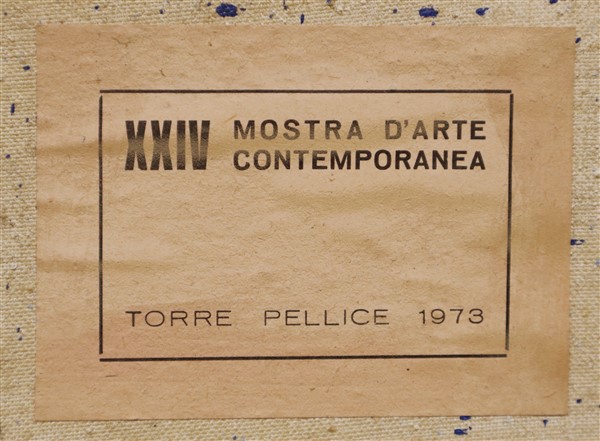 XXIV MOSTRA D'ARTE
CONTEMPORANEA
TORRE PELLICE 1973